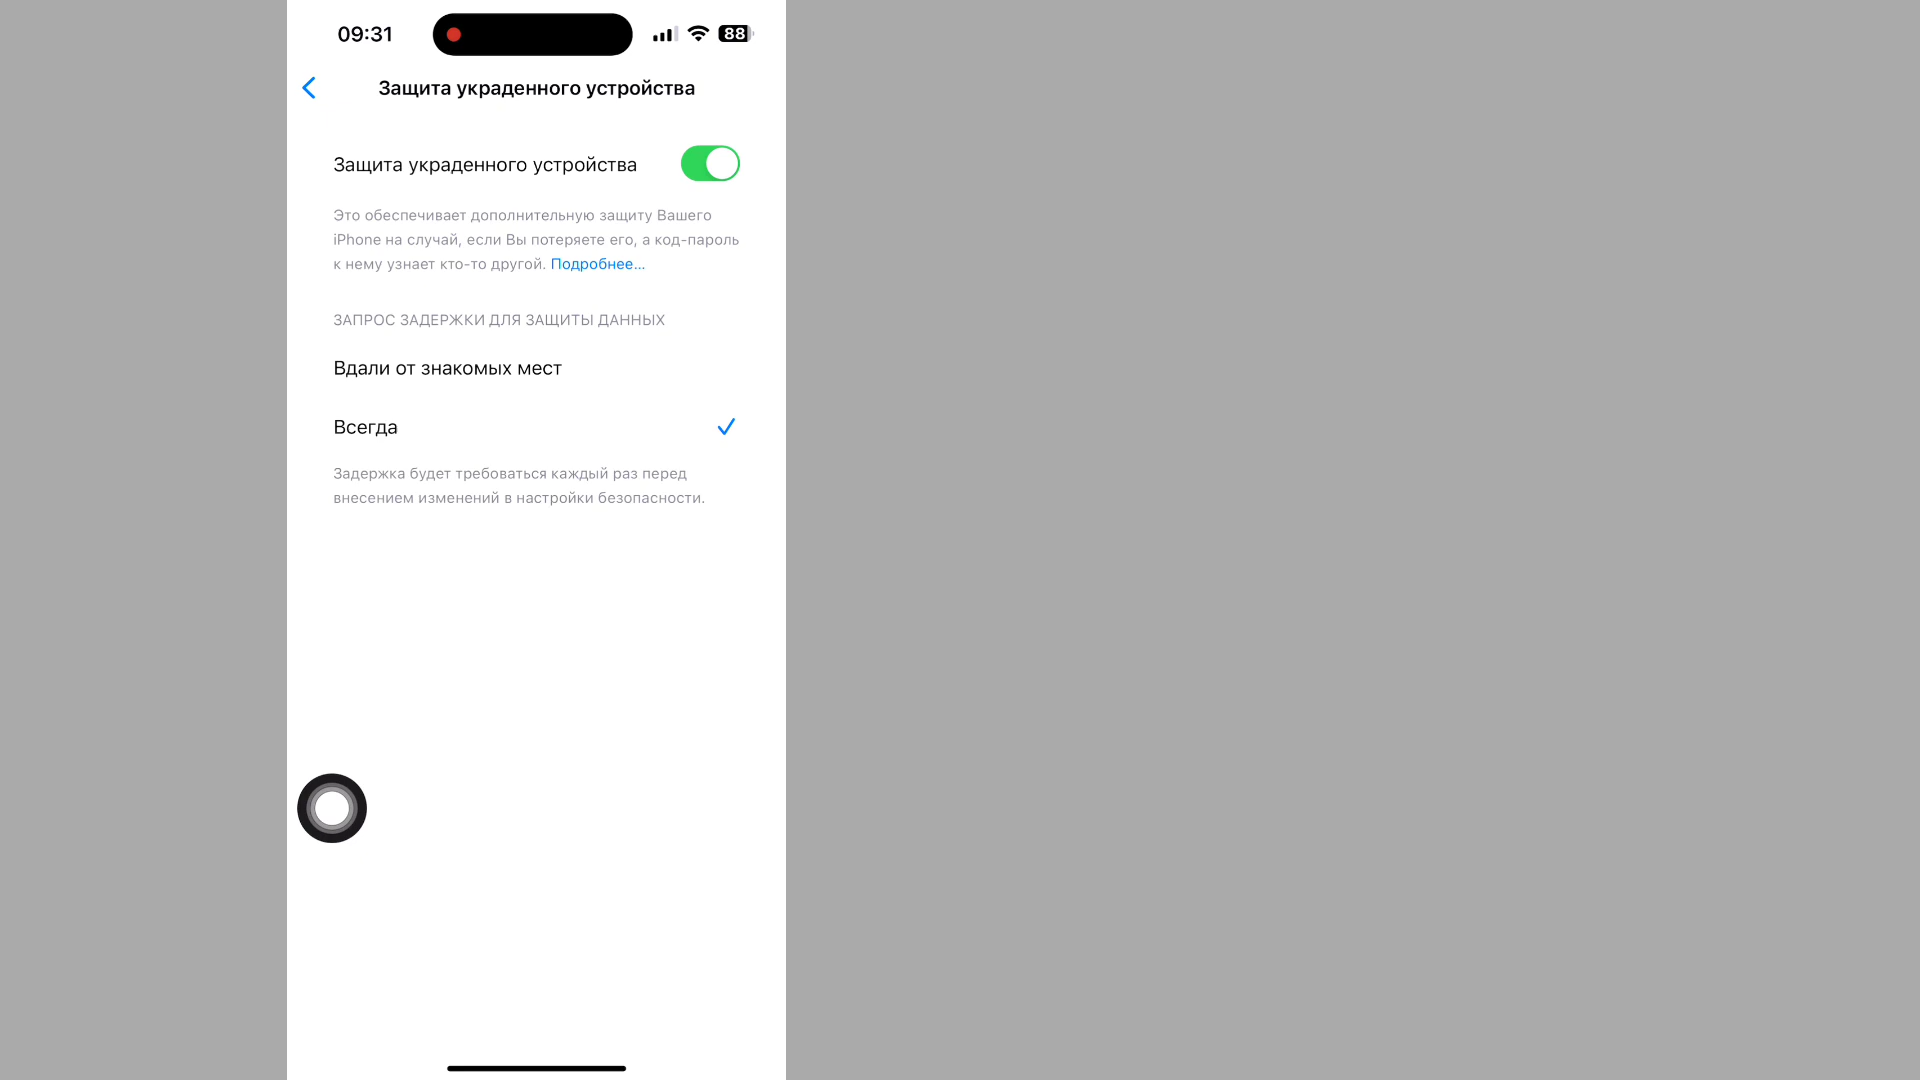 09:31
88
Защита украденного устройства
Защита украденного устройства
Это обеспечивает дополнительную защиту Вашего
iPhone на случай, если Вы потеряете его, а код-пароль
к нему узнает кто-то другой. Подробнее...
ЗАПРОС ЗАДЕРЖКИ ДЛЯ ЗАЩИТЫ ДАННЫХ
Вдали от знакомых мест
Всегда
Задержка будет требоваться каждый раз перед
внесением изменений в настройки безопасности.